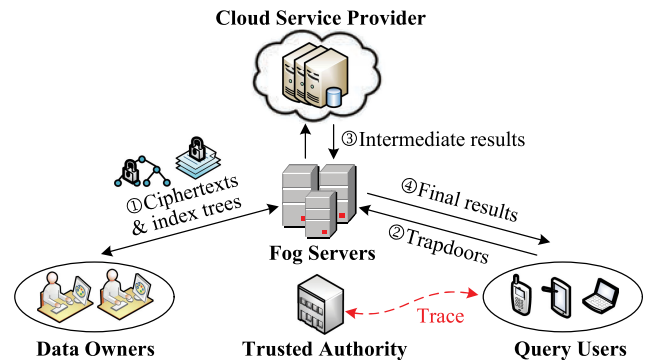 Cloud Service Provider
③Intermediate results
①Ciphertexts
& index trees
④Final results
②Trapdoors
Fog Servers
Trace
Data Owners
Trusted Authority
Query Users